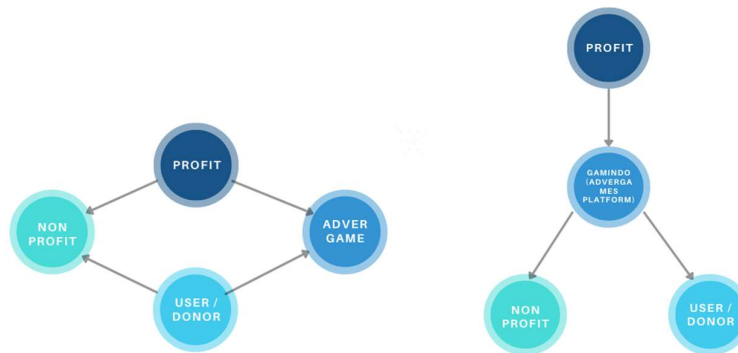 PROFIT
NON
PROFIT
ADVER
GAME
USER /
DONOR
PROFIT
GAMINDO
(ADVERGA
MES
PLATFORM)
NON
PROFIT
USER /
DONOR